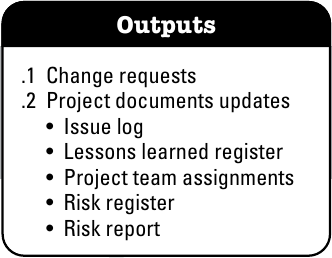 Outputs
.1 Change requests
.2 Project documents updates
• Issue log
• Lessons learned register
• Project team assignments
• Risk register
• Risk report